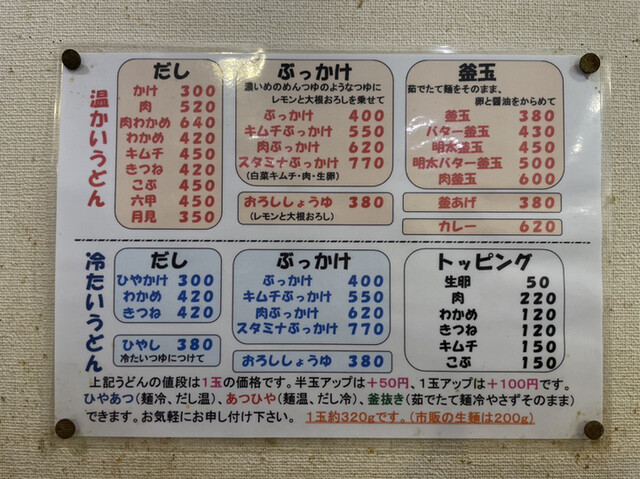 温かいうどん
だし
かけ 300
肉 520
肉わかめ 640
わかめ 420
キムチ 450
きつね 420
こぶ 450
六甲 450
月見 350
ぶっかけ
濃いめのめんつゆのようなつゆに
レモンと大根おろしを乗せて
ぶっかけ 400
キムチぶっかけ 550
肉ぶっかけ 620
スタミナぶっかけ 770
(白菜キムチ・肉・生卵)
おろししょうゆ 380
(レモンと大根おろし)
釜玉
茹でたて麺をそのまま、
卵と醤油をからめて
釜玉 380
バター釜玉 430
明太釜玉 450
明太バター釜玉 500
肉釜玉 600
釜あげ 380
カレー 620
冷たいうどん
だし
ひやかけ 300
わかめ 420
きつね 420
ひやし 380
冷たいつゆにつけて
ぶっかけ
ぶっかけ 400
キムチぶっかけ 550
肉ぶっかけ 620
スタミナぶっかけ 770
おろししょうゆ 380
トッピング
生卵 50
肉 220
わかめ 120
きつね 120
キムチ 150
こぶ 150
上記うどんの値段は1玉の価格です。半玉アップは+50円、1玉アップは+100円です。
ひやあつ(麺冷、だし温)、あつひや(麺温、だし冷)、釜抜き(茹でたて麺冷やさずそのまま)
できます。お気軽にお申し付け下さい。 1玉約320gです。(市販の生麺は200g)